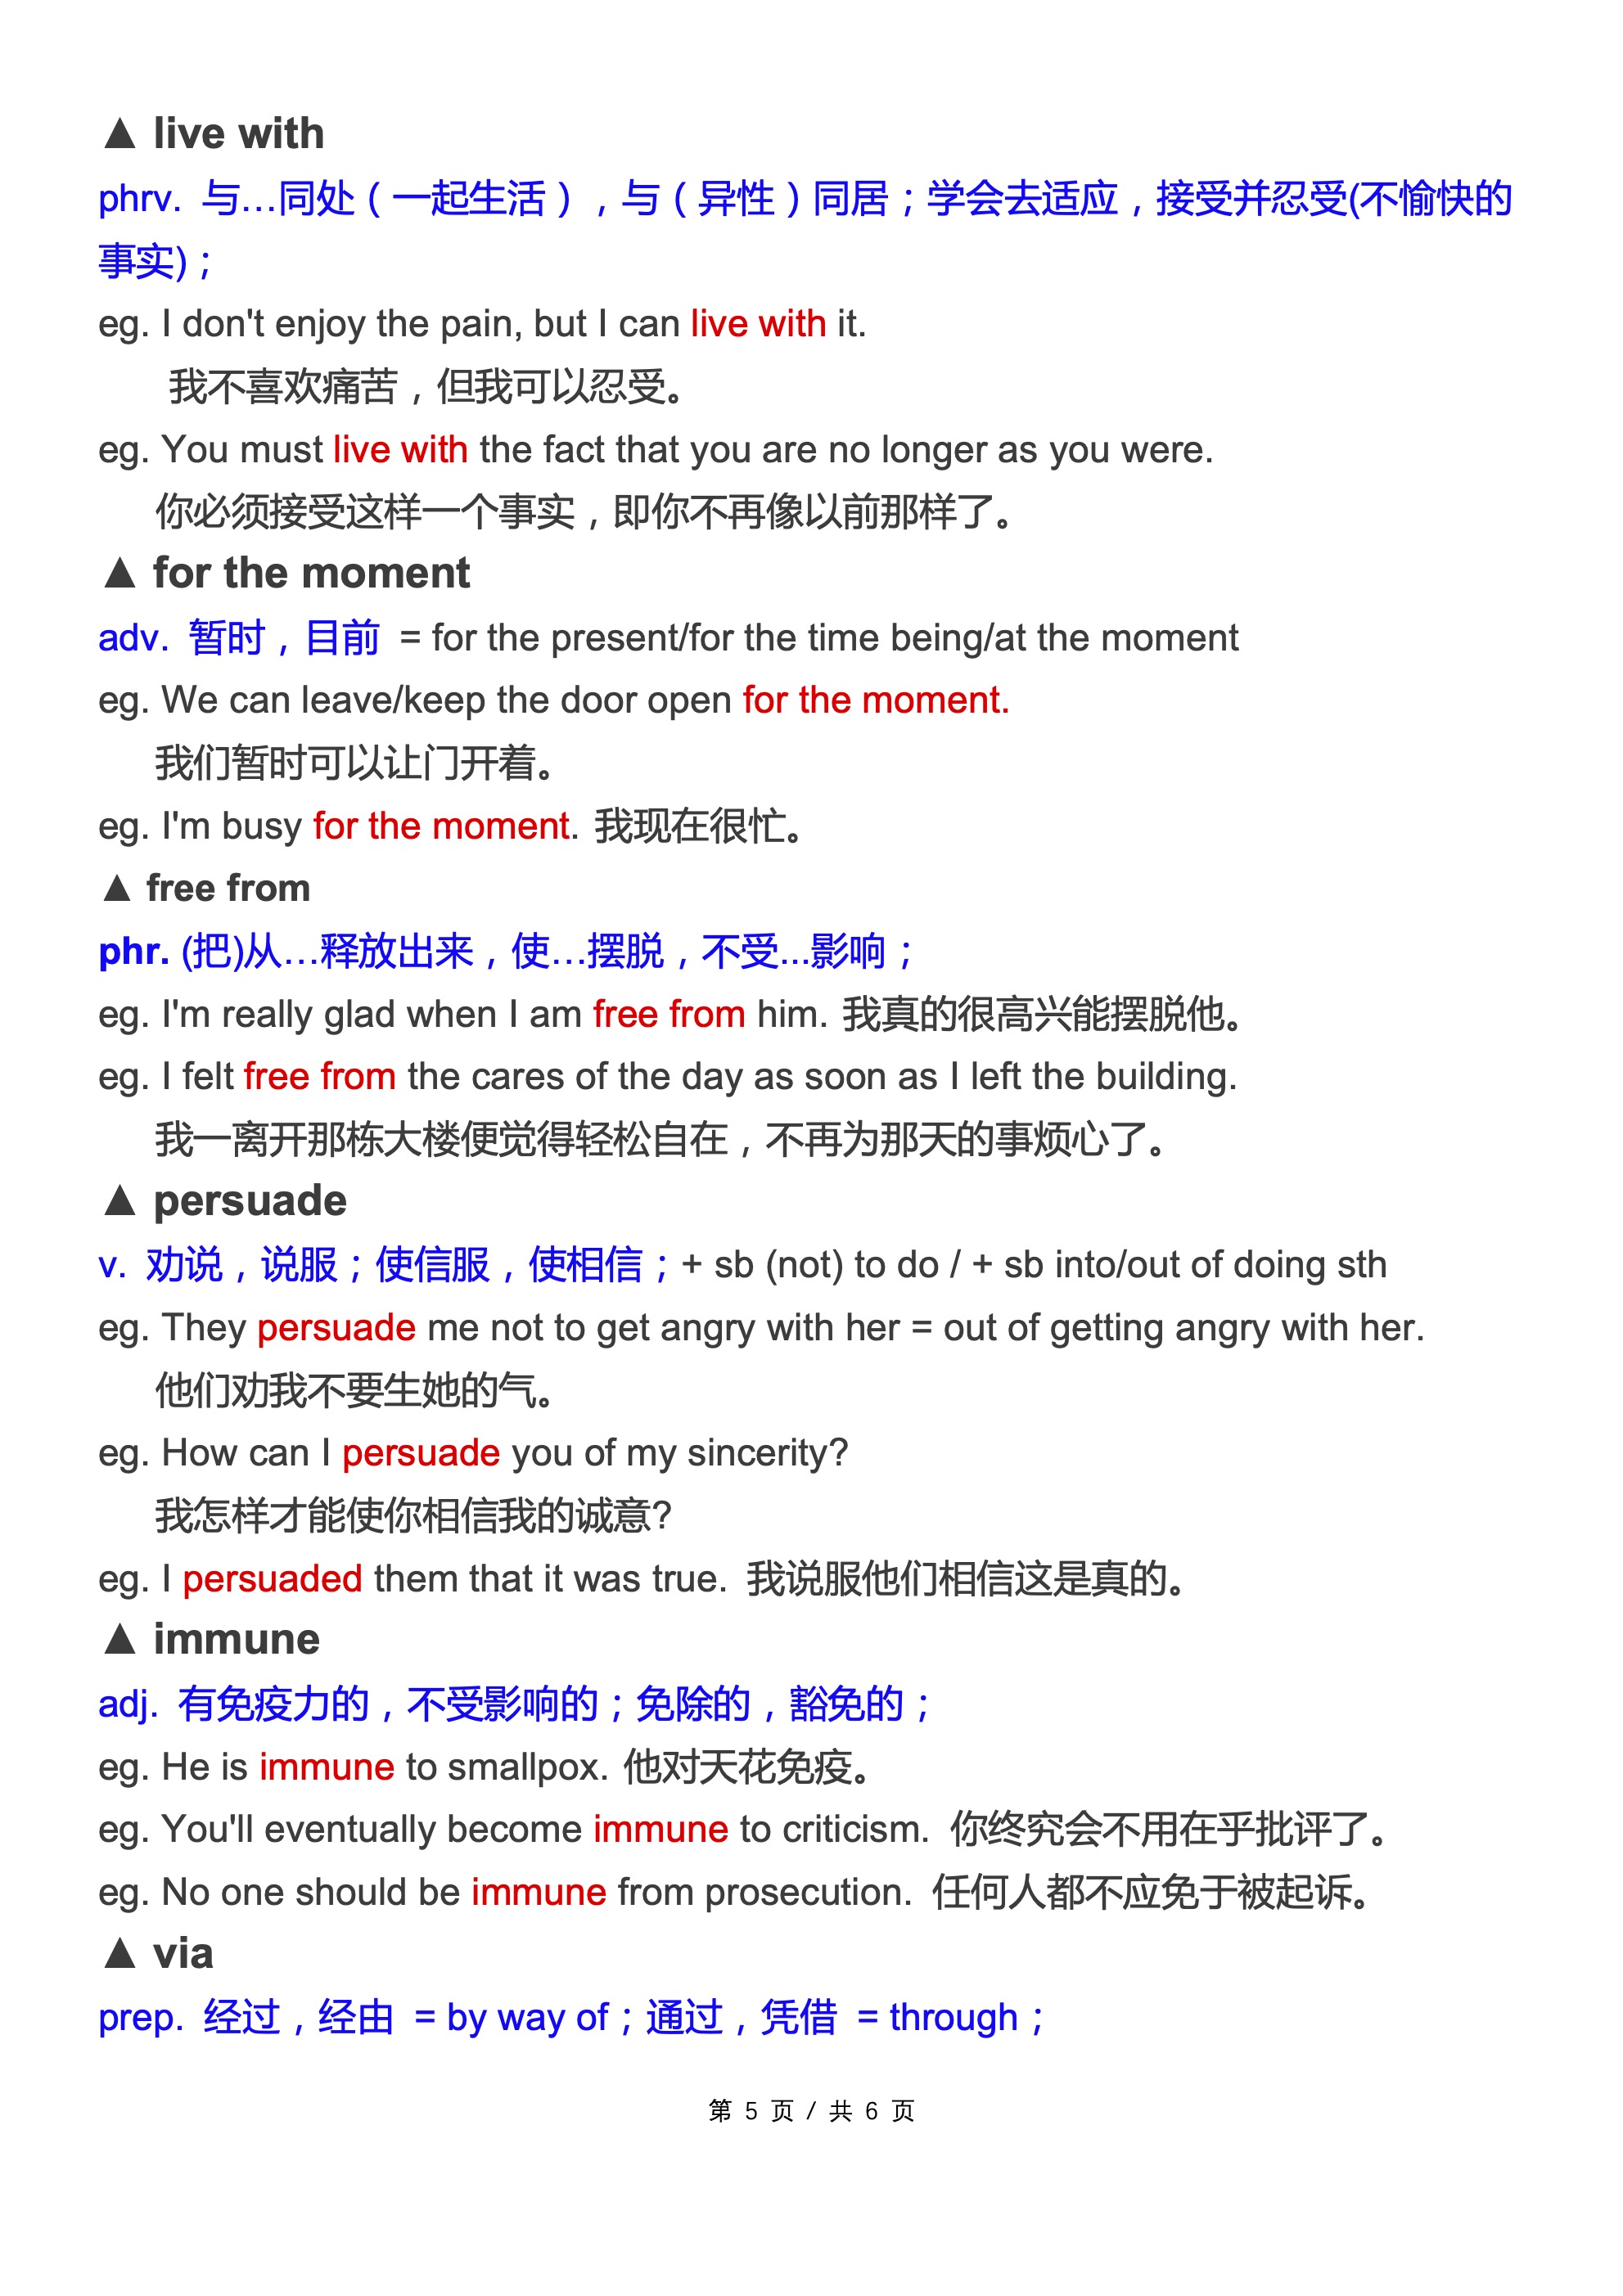 ▲ live with
phrv. 与…同处（一起生活），与（异性）同居；学会去适应，接受并忍受(不愉快的
事实)；
eg. I don't enjoy the pain, but I can live with it.
我不喜欢痛苦，但我可以忍受。
eg. You must live with the fact that you are no longer as you were.
你必须接受这样一个事实，即你不再像以前那样了。
▲ for the moment
adv. 暂时，目前 = for the present/for the time being/at the moment
eg. We can leave/keep the door open for the moment.
我们暂时可以让门开着。
eg. I'm busy for the moment. 我现在很忙。
▲ free from
phr. (把)从…释放出来，使…摆脱，不受...影响；
eg. I'm really glad when I am free from him. 我真的很高兴能摆脱他。
eg. I felt free from the cares of the day as soon as I left the building.
我一离开那栋大楼便觉得轻松自在，不再为那天的事烦心了。
▲ persuade
v. 劝说，说服；使信服，使相信；+ sb (not) to do / + sb into/out of doing sth
eg. They persuade me not to get angry with her = out of getting angry with her.
他们劝我不要生她的气。
eg. How can I persuade you of my sincerity?
我怎样才能使你相信我的诚意?
eg. I persuaded them that it was true. 我说服他们相信这是真的。
▲ immune
adj. 有免疫力的，不受影响的；免除的，豁免的；
eg. He is immune to smallpox. 他对天花免疫。
eg. You'll eventually become immune to criticism. 你终究会不用在乎批评了。
eg. No one should be immune from prosecution. 任何人都不应免于被起诉。
▲ via
prep. 经过，经由 = by way of；通过，凭借 = through；
第 5 页 / 共 6 页